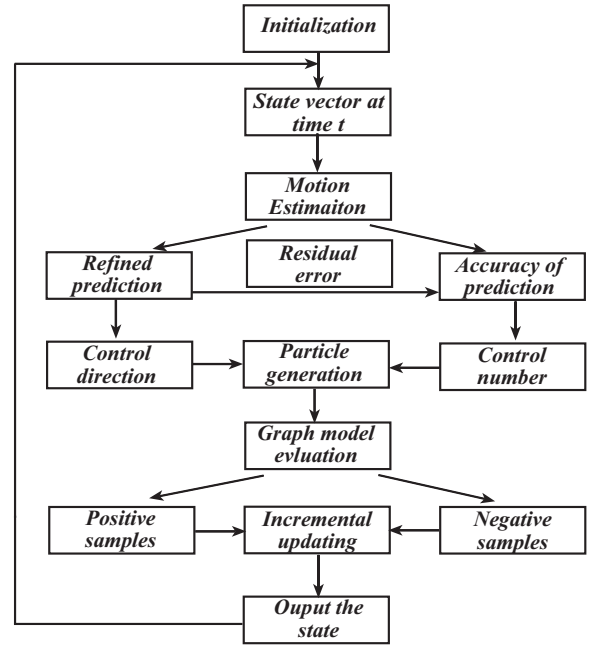 Initialization
State vector at
time t
Motion
Estimaiton
Residual
error
Refined
prediction
Accuracy of
prediction
Control
direction
Particle
generation
Control
number
Graph model
evluation
Positive
samples
Incremental
updating
Negative
samples
Ouput the
state